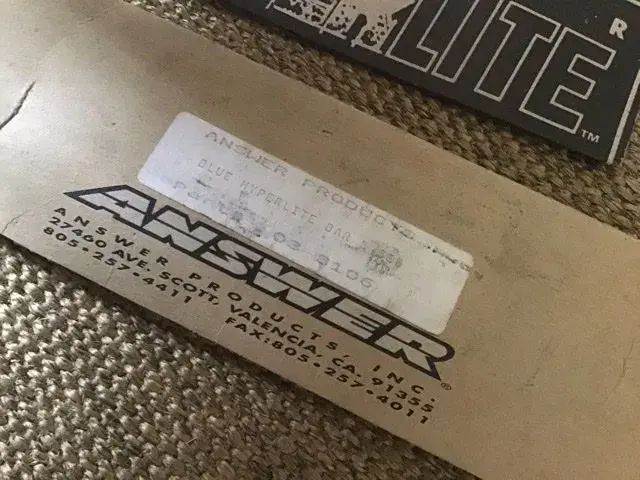 LITE
®
™
ANSWER PRODUCTS
BLUE HYPERLITE BAR
ANSWER®
ANSWER PRODUCTS, INC.
27460 AVE. SCOTT, VALENCIA, CA. 91355
805•257•4411 FAX:805•257•4011